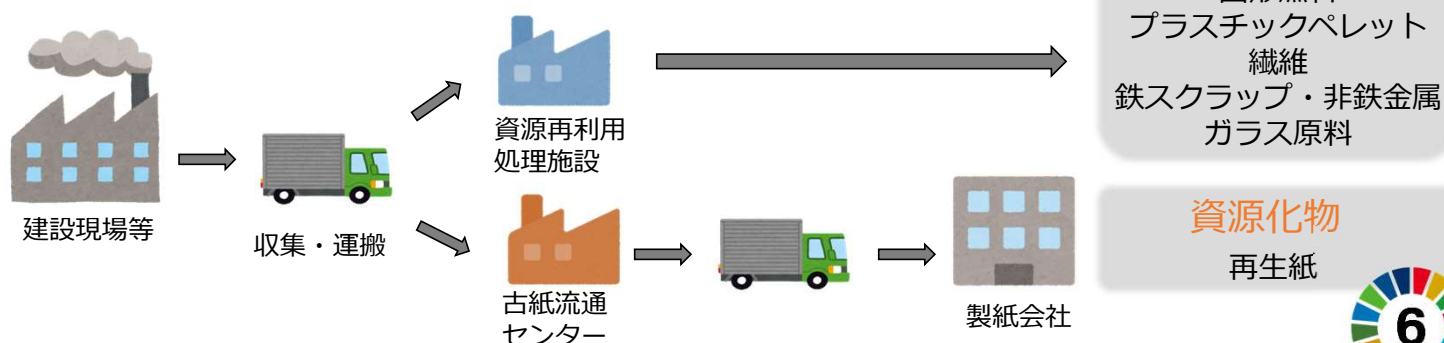 プラスチックペレット
繊維
鉄スクラップ・非鉄金属
ガラス原料
資源再利用
処理施設
建設現場等
収集・運搬
古紙流通
センター
製紙会社
資源化物
再生紙
6